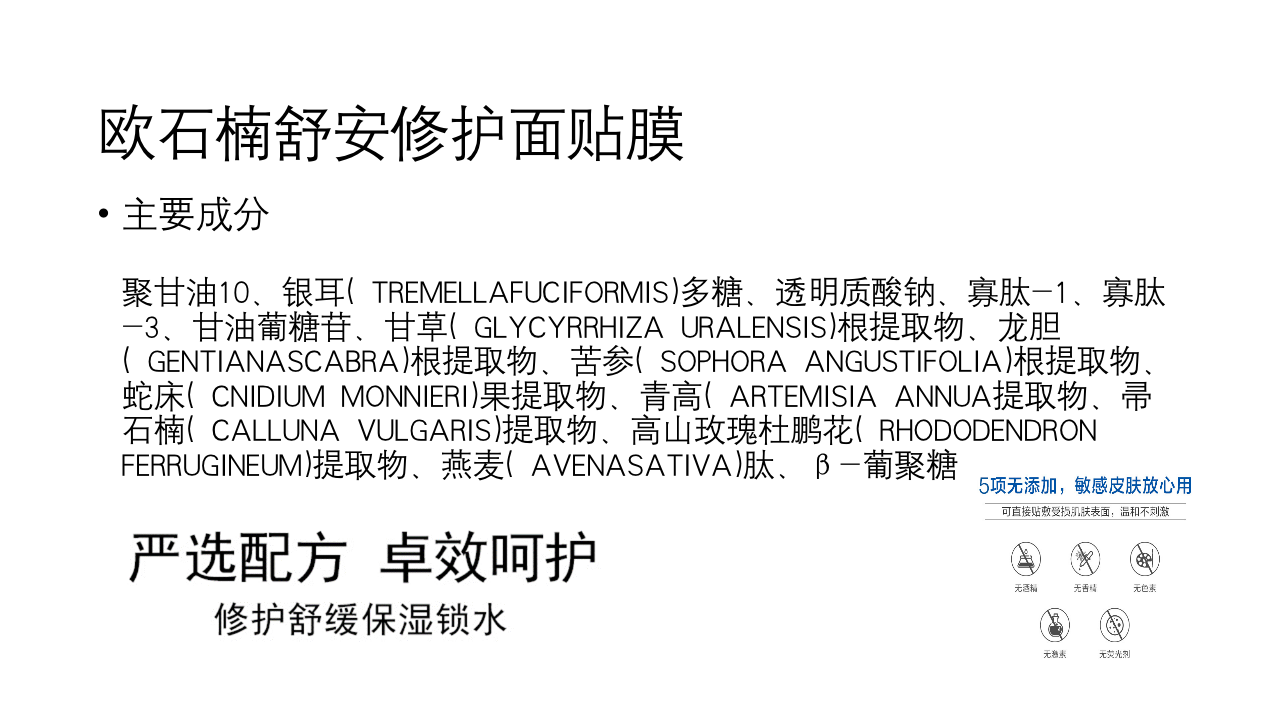 欧石楠舒安修护面贴膜
• 主要成分
聚甘油10、银耳( TREMELLAFUCIFORMIS)多糖、透明质酸钠、寡肽-1、寡肽
-3、甘油葡糖苷、甘草( GLYCYRRHIZA URALENSIS)根提取物、龙胆
( GENTIANASCABRA)根提取物、苦参( SOPHORA ANGUSTIFOLIA)根提取物、
蛇床( CNIDIUM MONNIERI)果提取物、青高( ARTEMISIA ANNUA提取物、帚
石楠( CALLUNA VULGARIS)提取物、高山玫瑰杜鹏花( RHODODENDRON
FERRUGINEUM)提取物、燕麦( AVENASATIVA)肽、β-葡聚糖
5项无添加，敏感皮肤放心用
可直接贴敷受损肌肤表面，温和不刺激
无酒精 无香精 无色素
无激素 无荧光剂
严选配方 卓效呵护
修护舒缓保湿锁水